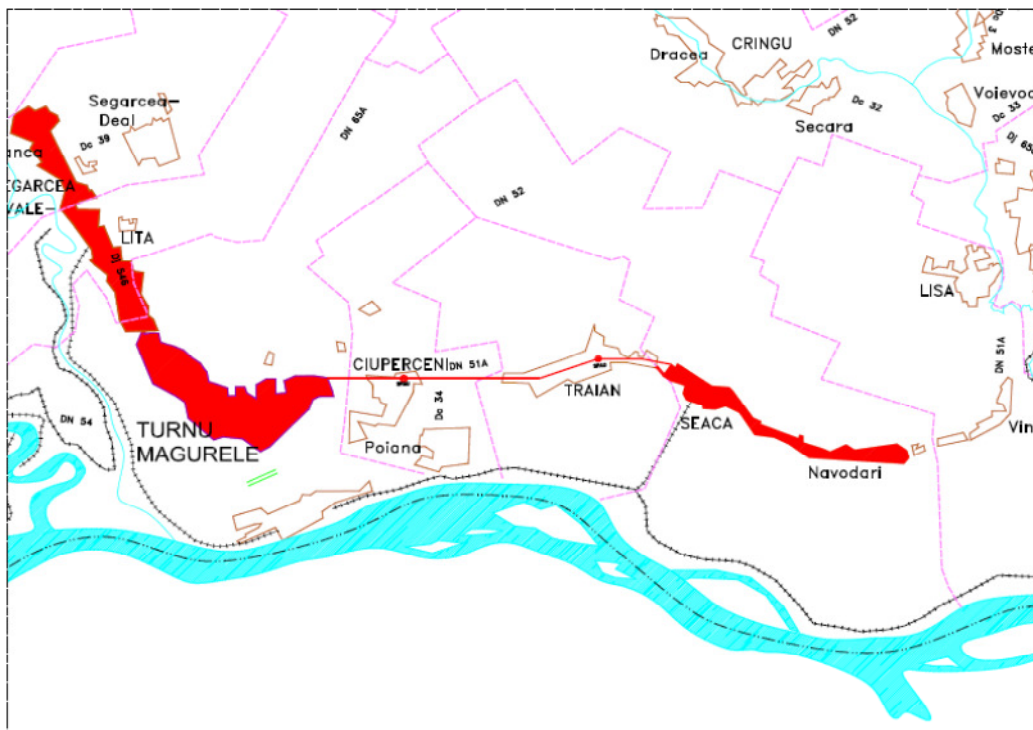 DN 52
Dracea
CRINGU
Moste
Segarcea-
Deal
DN 65A
Voievod
Dc 32
Dc 33
Secara
Dc 39
anca
EGARCEA
VALE-
DN 52
LITA
DJ 546
LISA
DN 51A
CIUPERCENI
DN 51A
TRAIAN
Dc 34
SEACA
DN 54
TURNU
MAGURELE
Poiana
Vin
Navodari